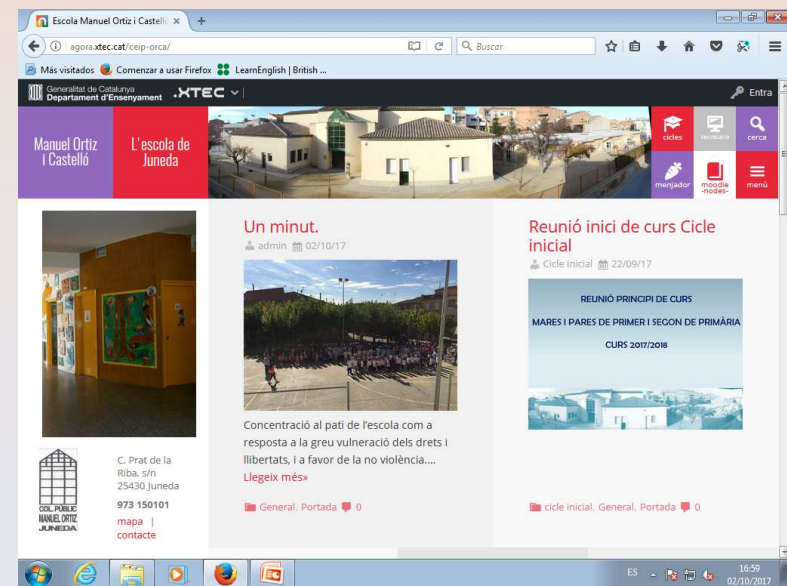 Escola Manuel Ortiz i Castelló
agora.xtec.cat/ceip-orca/
Buscar
Más visitados
Comenzar a usar Firefox
LearnEnglish | British ...
Generalitat de Catalunya
Departament d'Ensenyament
.XTEC
Entra
Manuel Ortiz
i Castelló
L'escola de
Juneda
cicles
secretaria
cerca
menjador
moodle
-nodes-
menú
Un minut.
admin 02/10/17
Concentració al pati de l'escola com a
resposta a la greu vulneració dels drets i
llibertats, i a favor de la no violència....
Llegeix més»
General, Portada 0
Reunió inici de curs Cicle
inicial
Cicle inicial 22/09/17
REUNIÓ PRINCIPI DE CURS
MARES I PARES DE PRIMER I SEGON DE PRIMÀRIA
CURS 2017/2018
cicle inicial, General, Portada 0
COL. PÚBLIC
MANUEL ORTIZ
JUNEDA
C. Prat de la
Riba, s/n
25430 Juneda
973 150101
mapa |
contacte
ES
16:59
02/10/2017